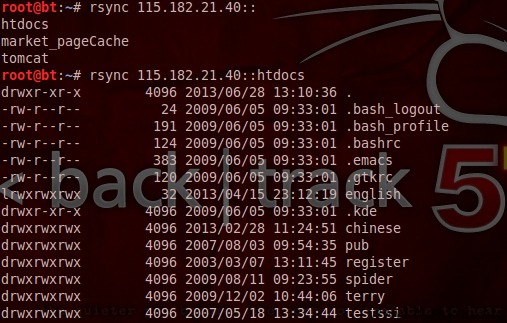 root@bt:~# rsync 115.182.21.40::
htdocs
market_pageCache
tomcat
root@bt:~# rsync 115.182.21.40::htdocs
drwxr-xr-x        4096 2013/06/28 13:10:36 .
-rw-r--r--          24 2009/06/05 09:33:01 .bash_logout
-rw-r--r--         191 2009/06/05 09:33:01 .bash_profile
-rw-r--r--         124 2009/06/05 09:33:01 .bashrc
-rw-r--r--         383 2009/06/05 09:33:01 .emacs
-rw-r--r--         120 2009/06/05 09:33:01 .gtkrc
drwxrwxrwx          32 2013/04/15 23:12:19 english
drwxr-xr-x        4096 2009/06/05 09:33:01 .kde
drwxrwxrwx        4096 2013/02/28 11:24:51 chinese
drwxrwxrwx        4096 2007/08/03 09:54:35 pub
drwxrwxrwx        4096 2003/03/07 13:11:45 register
drwxrwxrwx        4096 2009/08/11 09:23:55 spider
drwxrwxrwx        4096 2009/12/02 10:44:06 terry
drwxrwxrwx        4096 2007/05/18 13:34:44 testssi
<< back | track 5
to hear